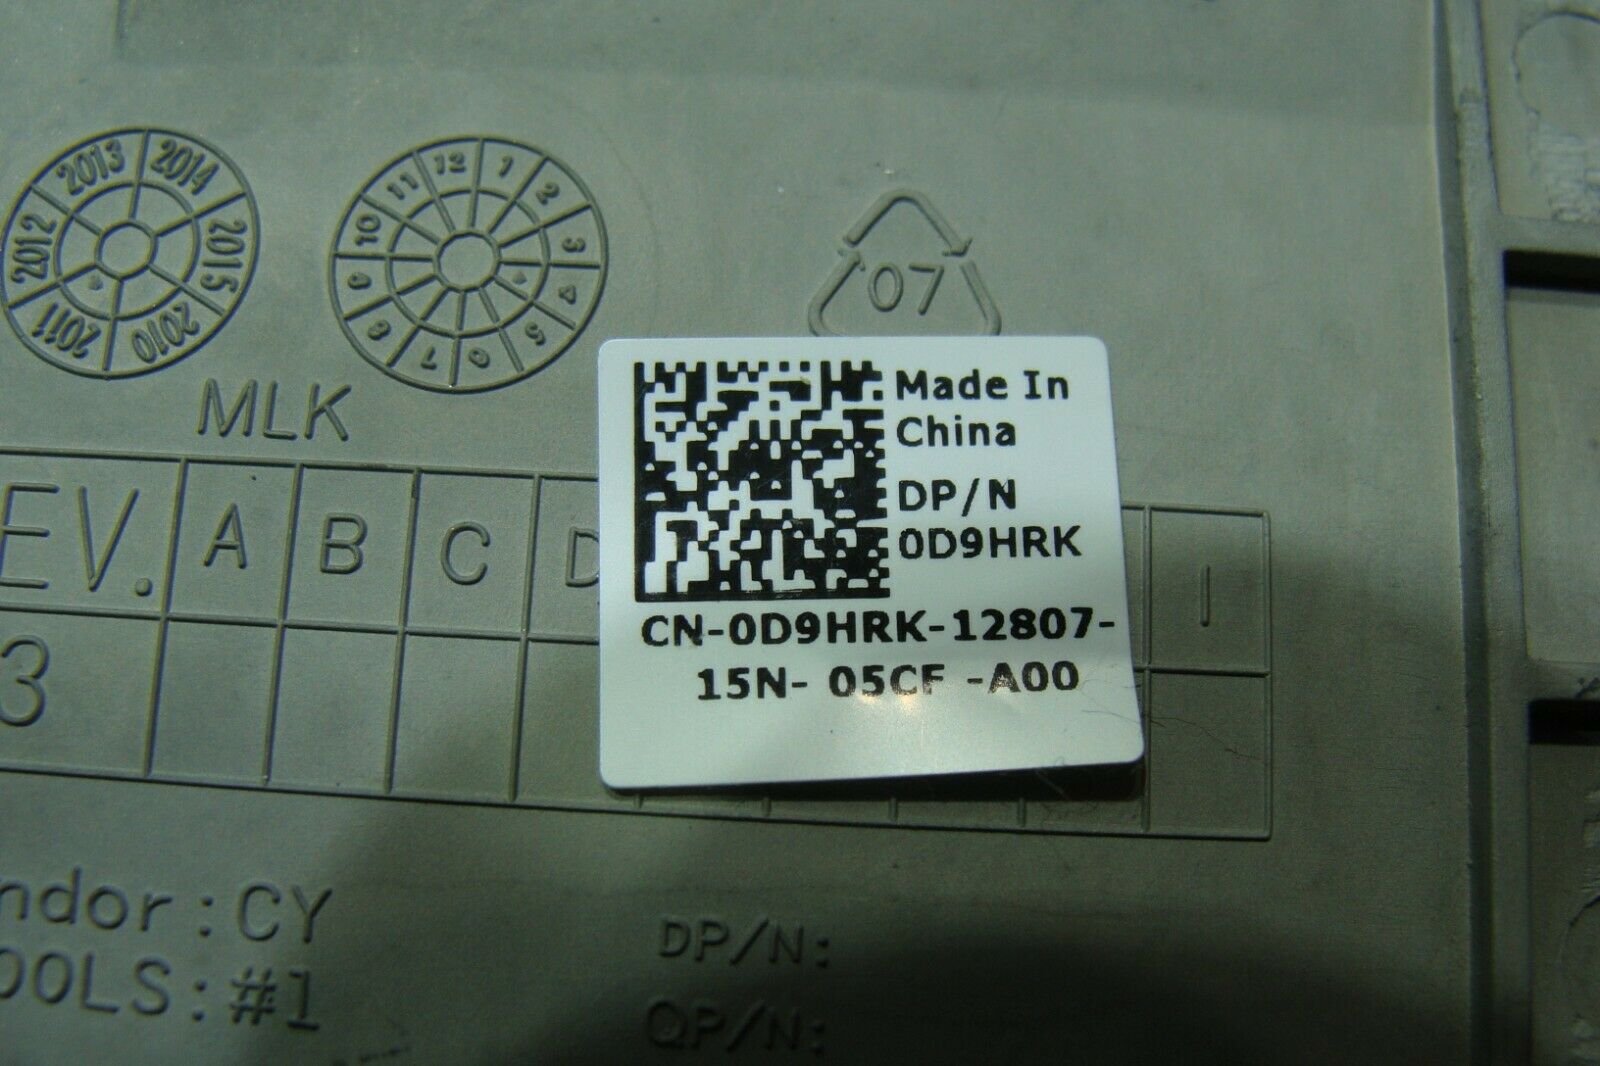 2010 2011 2012 2013 2014 2015
1 2 3 4 5 6 7 8 9 10 11 12
07
MLK
EV. A B C D I
3
Made In
China
DP/N
0D9HRK
CN-0D9HRK-12807-
15N- 05CF -A00
ndor:CY
OOLS:#1
DP/N:
QP/N: